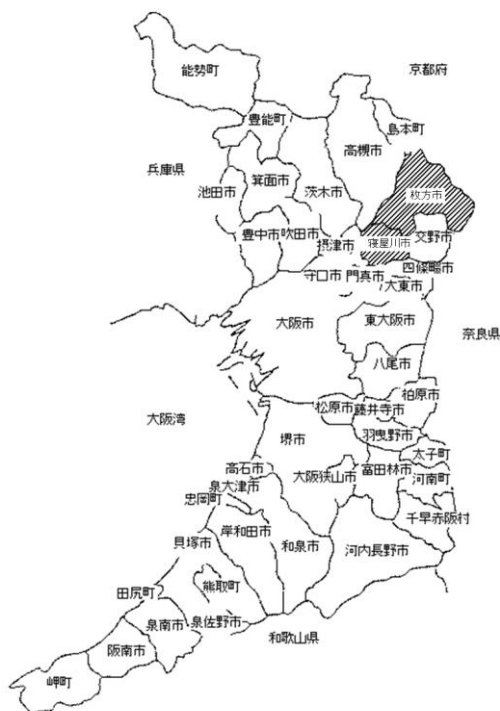 能勢町
京都府
豊能町
島本町
高槻市
兵庫県
箕面市
池田市
茨木市
枚方市
豊中市
吹田市
摂津市
寝屋川市
交野市
守口市
門真市
四條畷市
大東市
大阪市
東大阪市
奈良県
八尾市
柏原市
松原市
藤井寺市
大阪湾
堺市
羽曳野市
太子町
高石市
大阪狭山市
富田林市
河南町
泉大津市
忠岡町
千早赤阪村
岸和田市
貝塚市
和泉市
河内長野市
熊取町
田尻町
泉南市
泉佐野市
和歌山県
阪南市
岬町